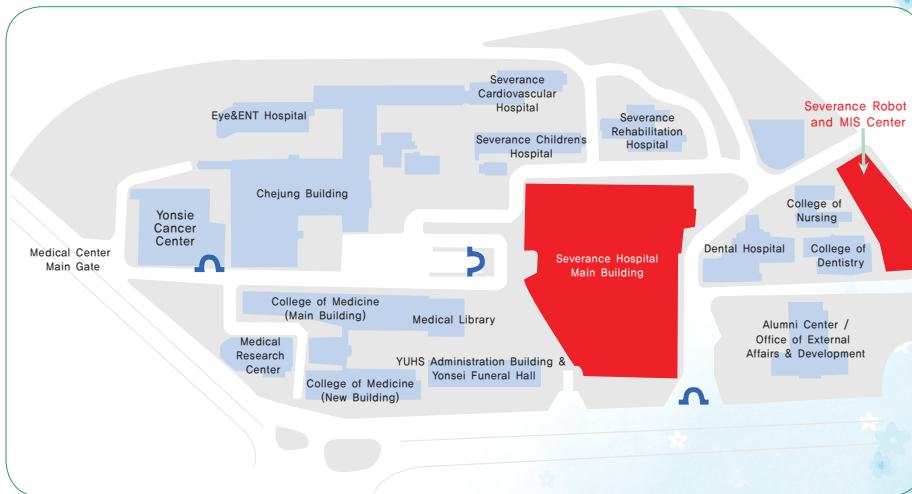 Severance
Cardiovascular
Hospital
Eye&ENT Hospital
Severance
Rehabilitation
Hospital
Severance Robot
and MIS Center
Severance Children's
Hospital
Chejung Building
Yonsie
Cancer
Center
College of
Nursing
Medical Center
Main Gate
Severance Hospital
Main Building
Dental Hospital
College of
Dentistry
College of Medicine
(Main Building)
Medical Library
Alumni Center /
Office of External
Affairs & Development
Medical
Research
Center
YUHS Administration Building &
Yonsei Funeral Hall
College of Medicine
(New Building)